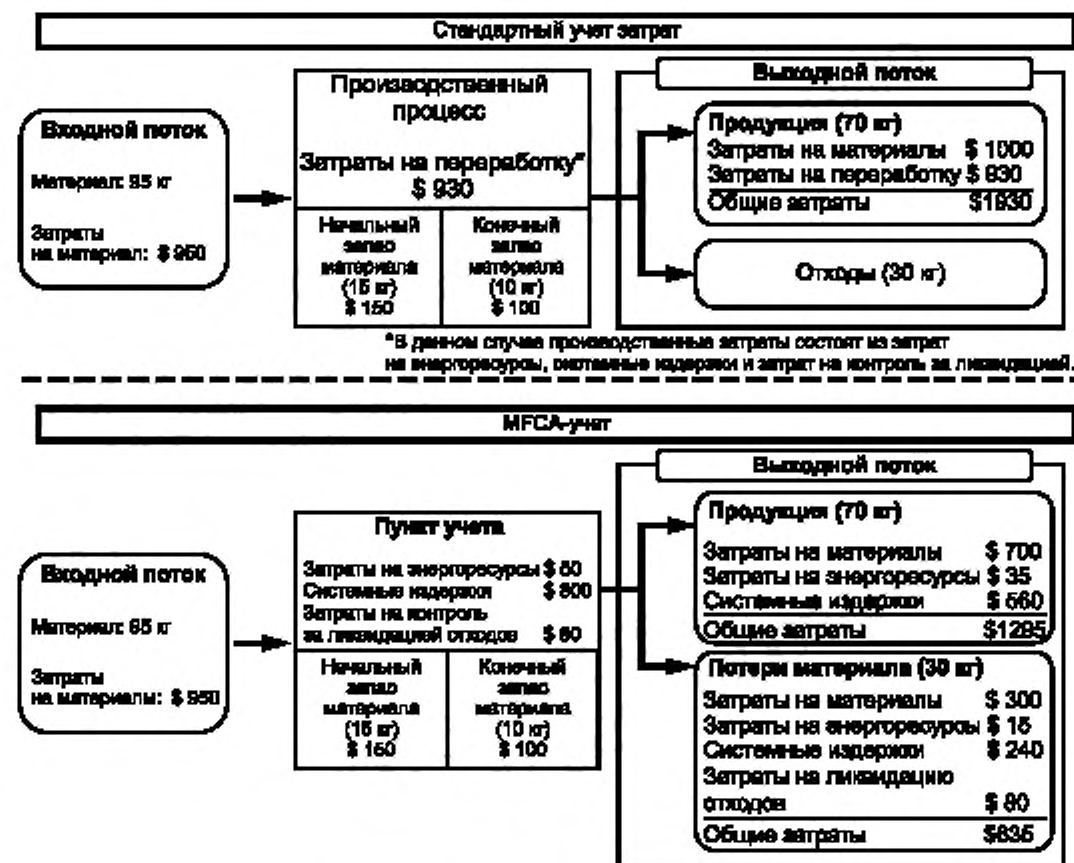 Стандартный учет затрат
Входной поток
Материал: 95 кг
Затраты
на материал: $ 950
Производственный
процесс
Затраты на переработку*
$ 930
Начальный
запас
материала
(15 кг)
$ 150
Конечный
запас
материала
(10 кг)
$ 100
Выходной поток
Продукция (70 кг)
Затраты на материалы $ 1000
Затраты на переработку $ 930
Общие затраты $1930
Отходы (30 кг)
*В данном случае производственные затраты состоят из затрат
на энергоресурсы, системные издержки и затрат на контроль за ликвидацией.
MFCA-учет
Входной поток
Материал: 95 кг
Затраты
на материалы: $ 950
Пункт учета
Затраты на энергоресурсы $ 50
Системные издержки $ 800
Затраты на контроль
за ликвидацией отходов $ 80
Начальный
запас
материала
(15 кг)
$ 150
Конечный
запас
материала
(10 кг)
$ 100
Выходной поток
Продукция (70 кг)
Затраты на материалы $ 700
Затраты на энергоресурсы $ 35
Системные издержки $ 560
Общие затраты $1295
Потери материала (30 кг)
Затраты на материалы $ 300
Затраты на энергоресурсы $ 15
Системные издержки $ 240
Затраты на ликвидацию
отходов $ 80
Общие затраты $635